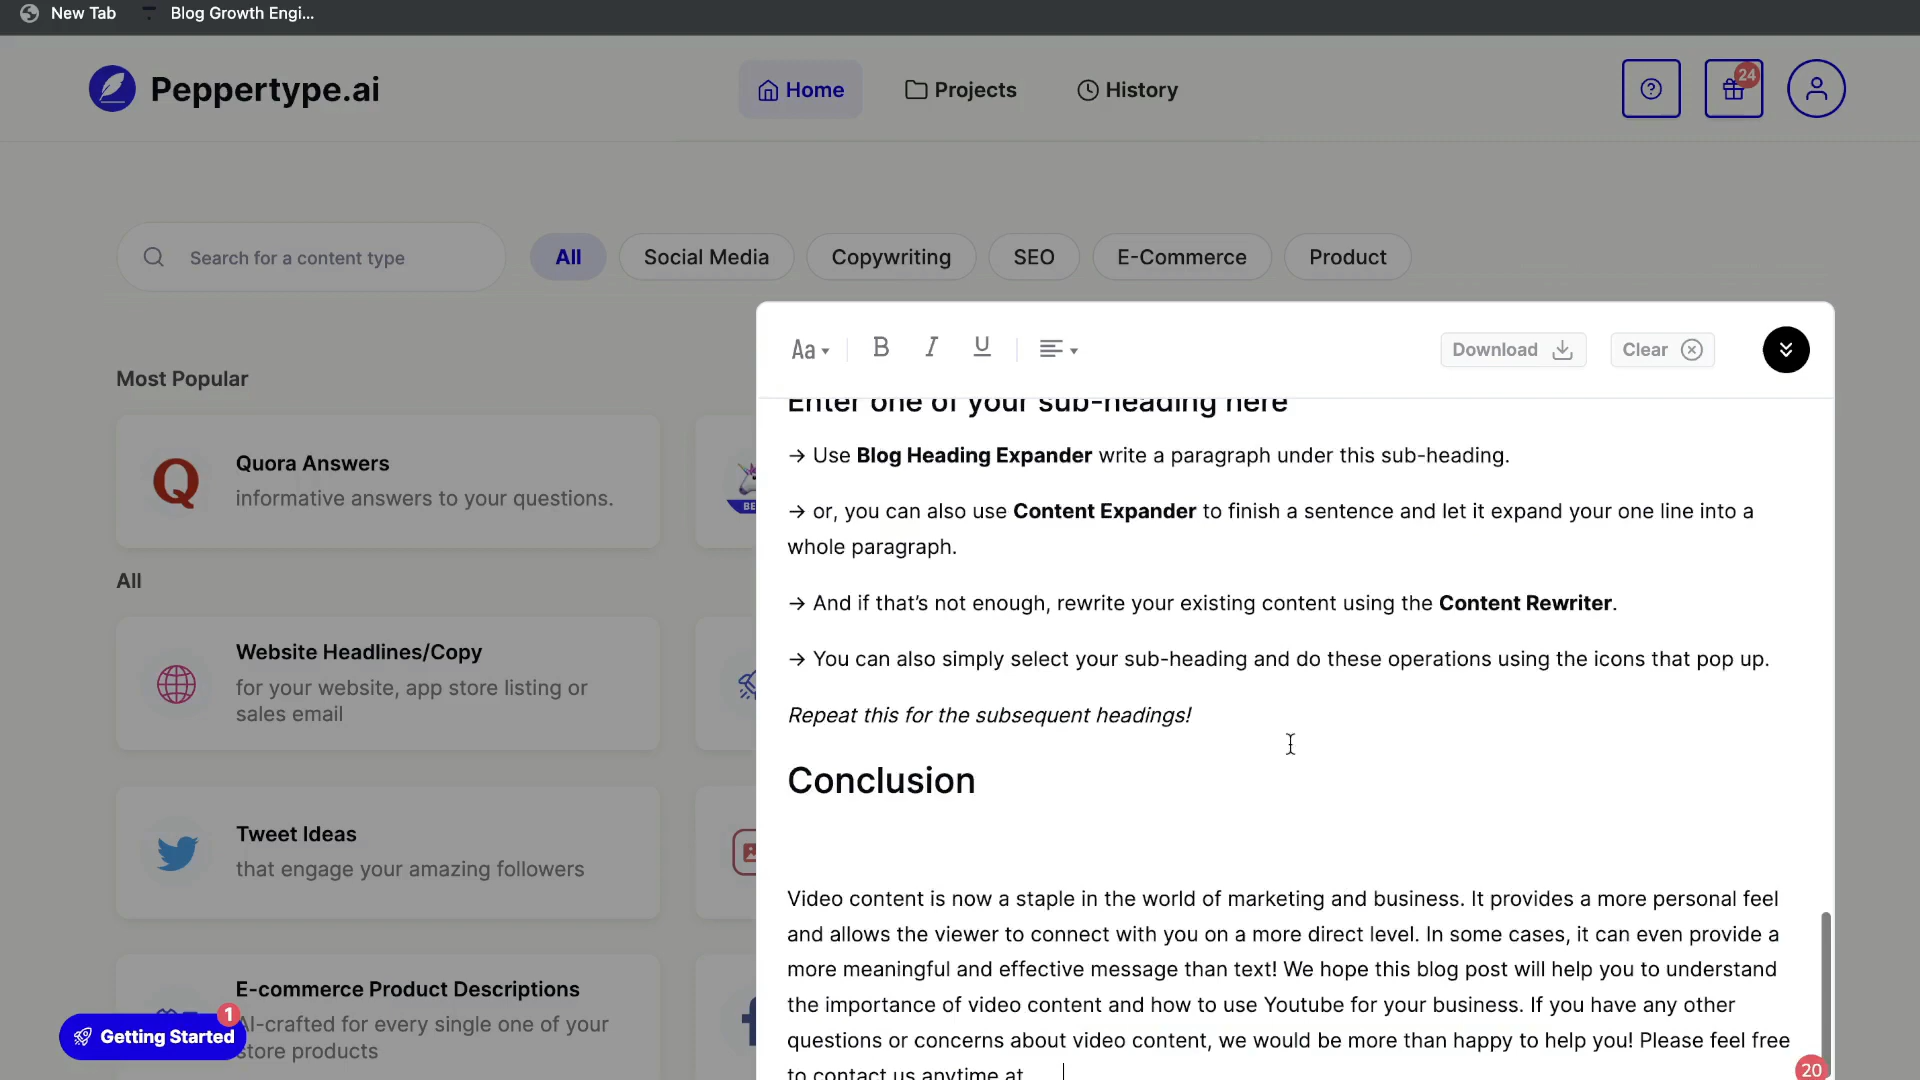 New Tab
Blog Growth Engi...
Peppertype.ai
Home
Projects
History
24
Search for a content type
All
Social Media
Copywriting
SEO
E-Commerce
Product
Aa
B
I
U
Download
Clear
Most Popular
Quora Answers
informative answers to your questions.
All
Website Headlines/Copy
for your website, app store listing or
sales email
Tweet Ideas
that engage your amazing followers
E-commerce Product Descriptions
AI-crafted for every single one of your
store products
Getting Started
1
Enter one of your sub-heading here
→ Use Blog Heading Expander write a paragraph under this sub-heading.
→ or, you can also use Content Expander to finish a sentence and let it expand your one line into a
whole paragraph.
→ And if that's not enough, rewrite your existing content using the Content Rewriter.
→ You can also simply select your sub-heading and do these operations using the icons that pop up.
Repeat this for the subsequent headings!
Conclusion
Video content is now a staple in the world of marketing and business. It provides a more personal feel
and allows the viewer to connect with you on a more direct level. In some cases, it can even provide a
more meaningful and effective message than text! We hope this blog post will help you to understand
the importance of video content and how to use Youtube for your business. If you have any other
questions or concerns about video content, we would be more than happy to help you! Please feel free
to contact us anytime at
20